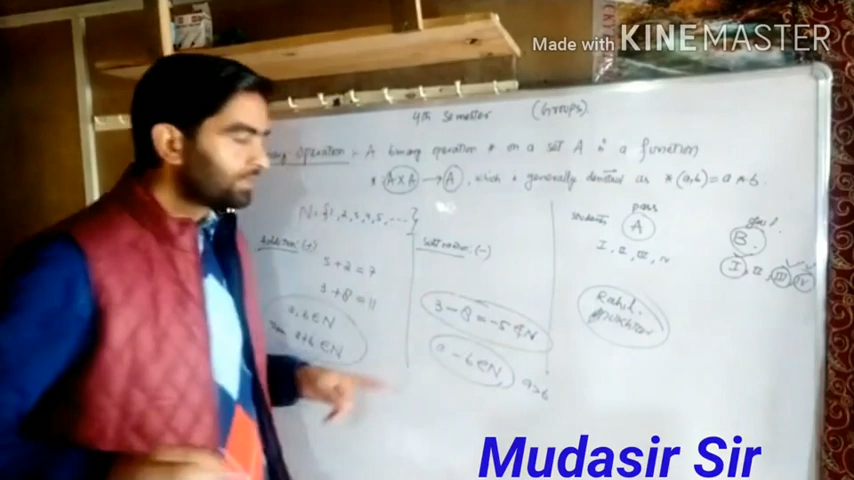 Made with KINEMASTER
4th Semester (Groups).
Operation :- A binary operation * on a set A is a function
* A X A → A, which is generally denoted as *(a,b) = a * b.
N = {1, 2, 3, 4, 5, ....}
Addition (+)
5 + 2 = 7
3 + 8 = 11
a, b ∈ N
a + b ∈ N
(-)
3 - 8 = -5 ∉ N
a - b ∈ N, a > b
Students pass
A
I, II, III, IV
fail.
B
I, II, III, IV
Mudasir Sir